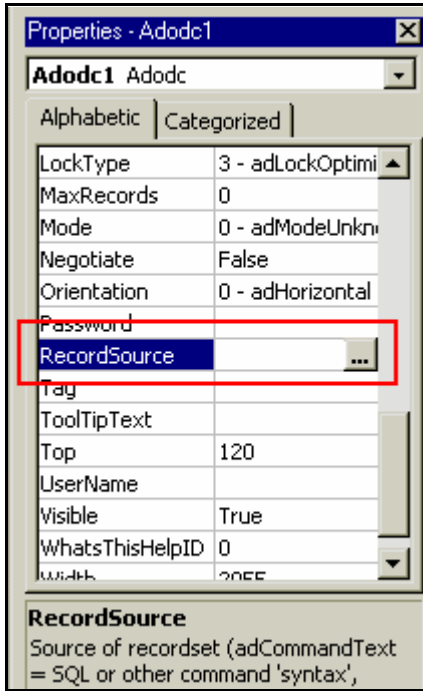 Properties - Adodc1
Adodc1 Adodc
Alphabetic Categorized
LockType 3 - adLockOptimi
MaxRecords 0
Mode 0 - adModeUnkn
Negotiate False
Orientation 0 - adHorizontal
Password
RecordSource ...
Tag
ToolTipText
Top 120
UserName
Visible True
WhatsThisHelpID 0
Width
RecordSource
Source of recordset (adCommandText
= SQL or other command 'syntax',